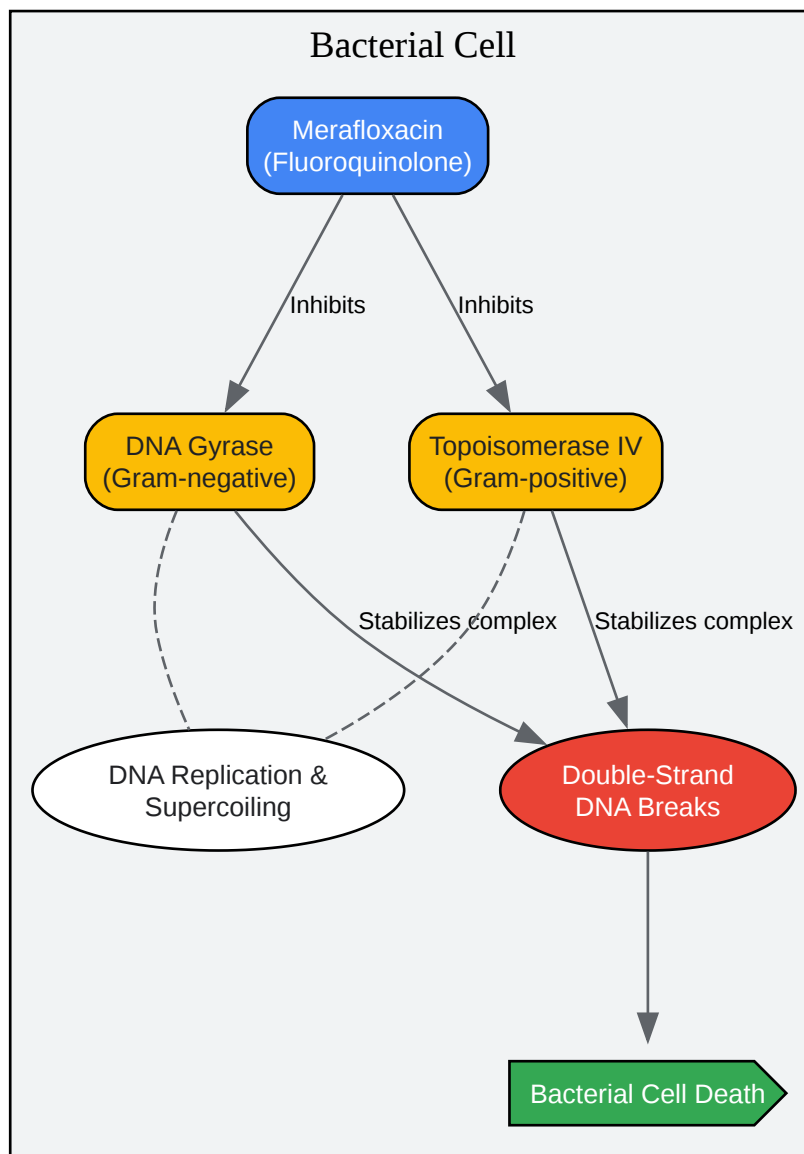 Bacterial Cell
Merafloxacin
(Fluoroquinolone)
Inhibits
Inhibits
DNA Gyrase
(Gram-negative)
Topoisomerase IV
(Gram-positive)
Stabilizes complex
Stabilizes complex
DNA Replication &
Supercoiling
Double-Strand
DNA Breaks
Bacterial Cell Death